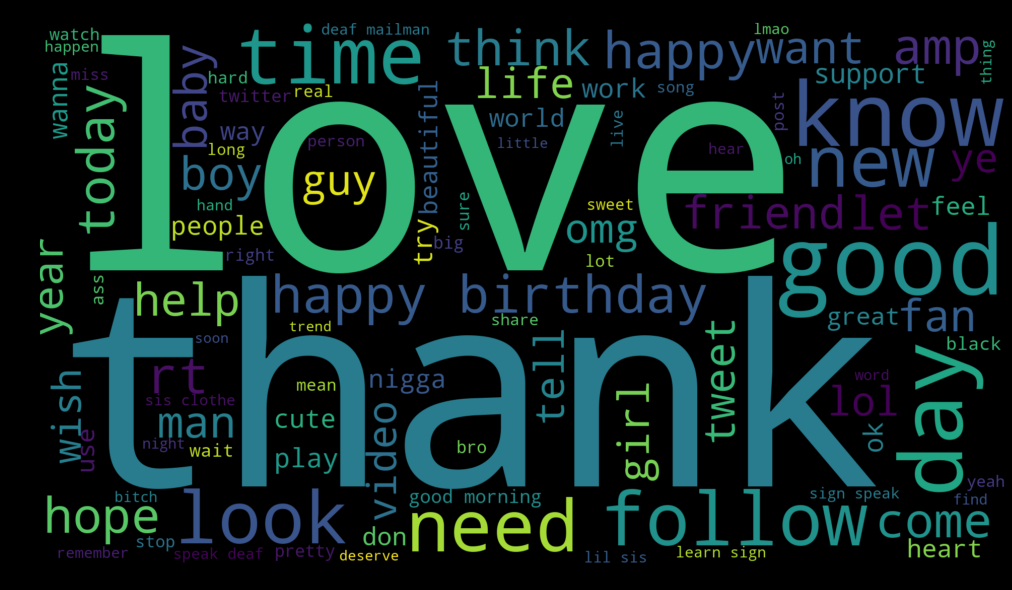 watch
happen
miss
wanna
today
baby
hard
twitter
real
deaf mailman
time
think
life
happy
want
lmao
amp
thing
support
work
song
world
little
live
post
know
new
ye
oh
hear
love
way
long
person
boy
hand
guy
beautiful
people
right
try
big
sure
sweet
omg
lot
friend
let
feel
good
year
ass
help
happy birthday
share
great
fan
black
trend
soon
thank
wish
use
rt
sis clothe
man
night
wait
mean
cute
play
nigga
video
bro
tell
girl
tweet
lol
word
ok
day
yeah
find
hope
bitch
stop
remember
look
speak deaf
pretty
don
deserve
good morning
need
lil sis
follow
learn sign
sign speak
come
heart